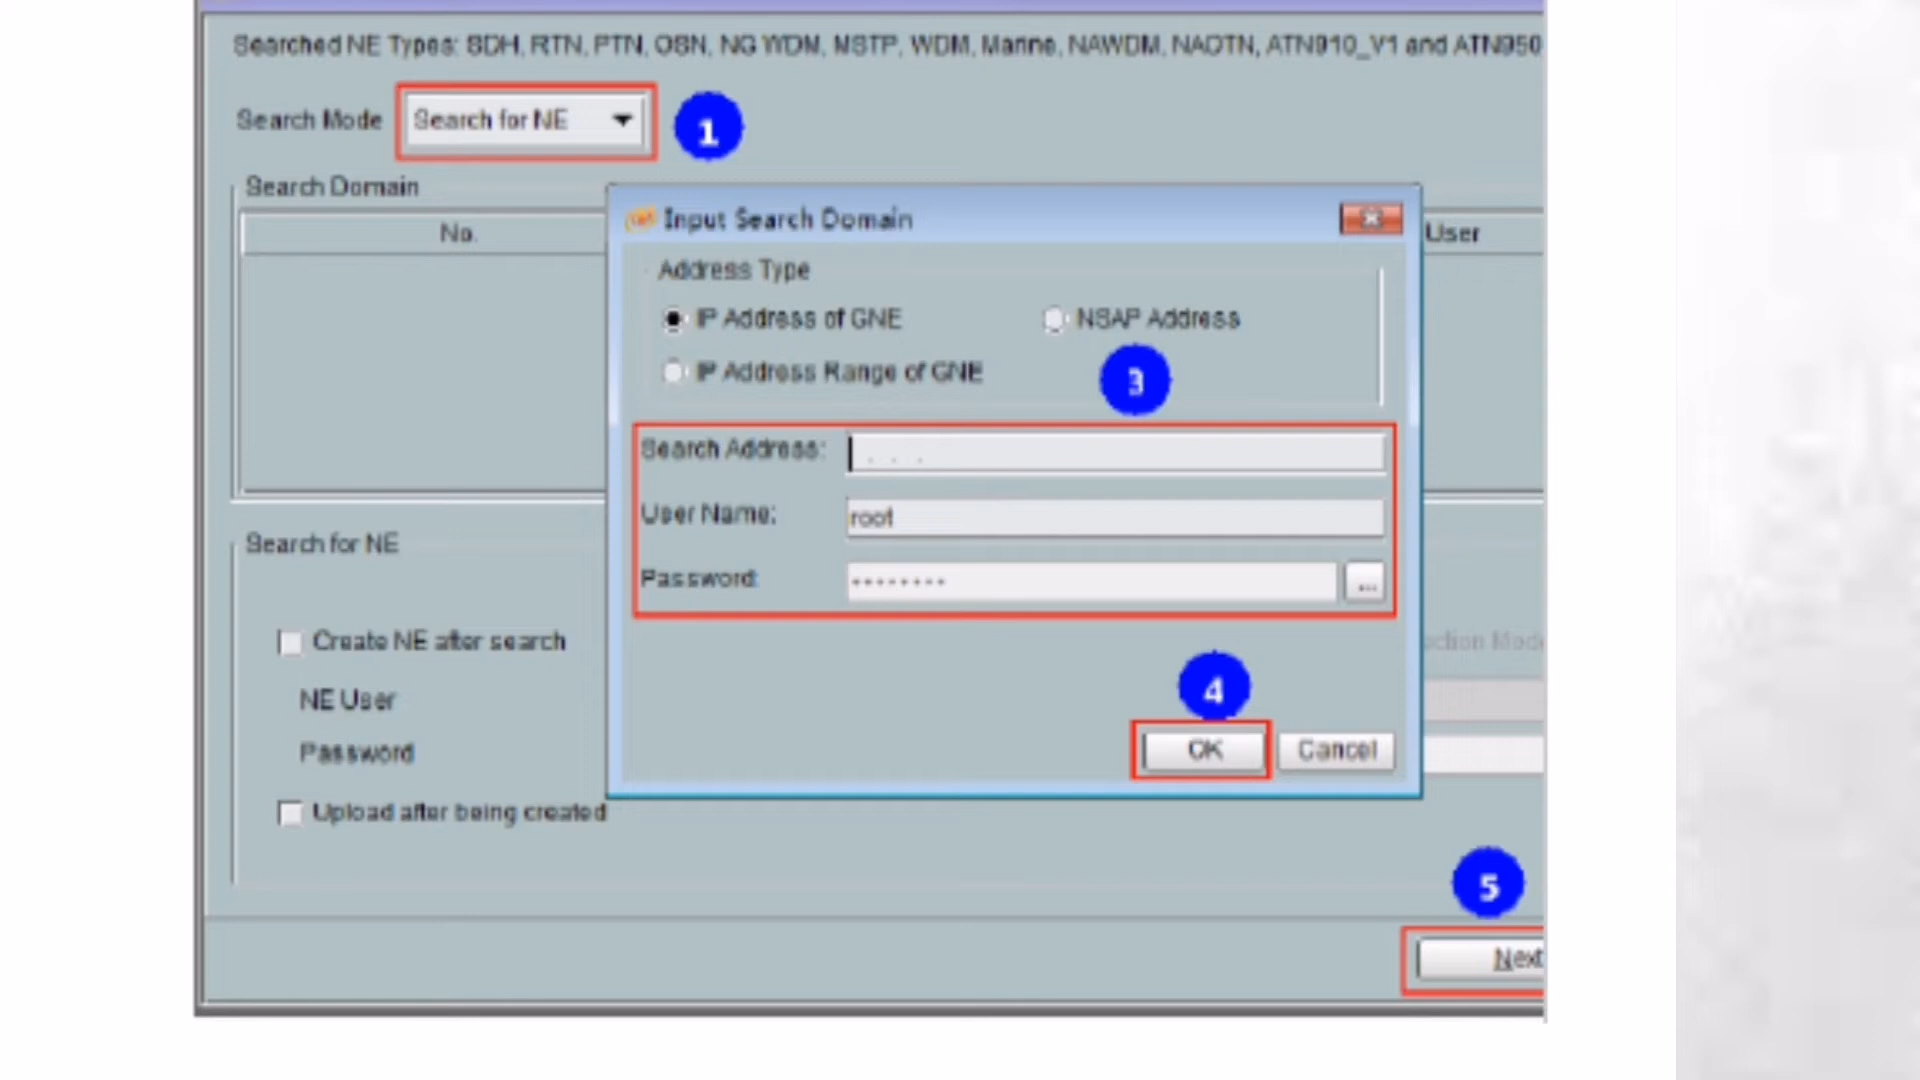 Searched NE Types: SDH, RTN, PTN, OSN, NG WDM, MSTP, WDM, Marine, NAWDM, NAOTN, ATN910_V1 and ATN950
Search Mode Search for NE 1
Search Domain
No. User
Input Search Domain
Address Type
IP Address of GNE NSAP Address
IP Address Range of GNE
3
Search Address: . . .
User Name: root
Password: ******** ...
Search for NE
Create NE after search
NE User
Password
Upload after being created
4
OK Cancel
5
Next